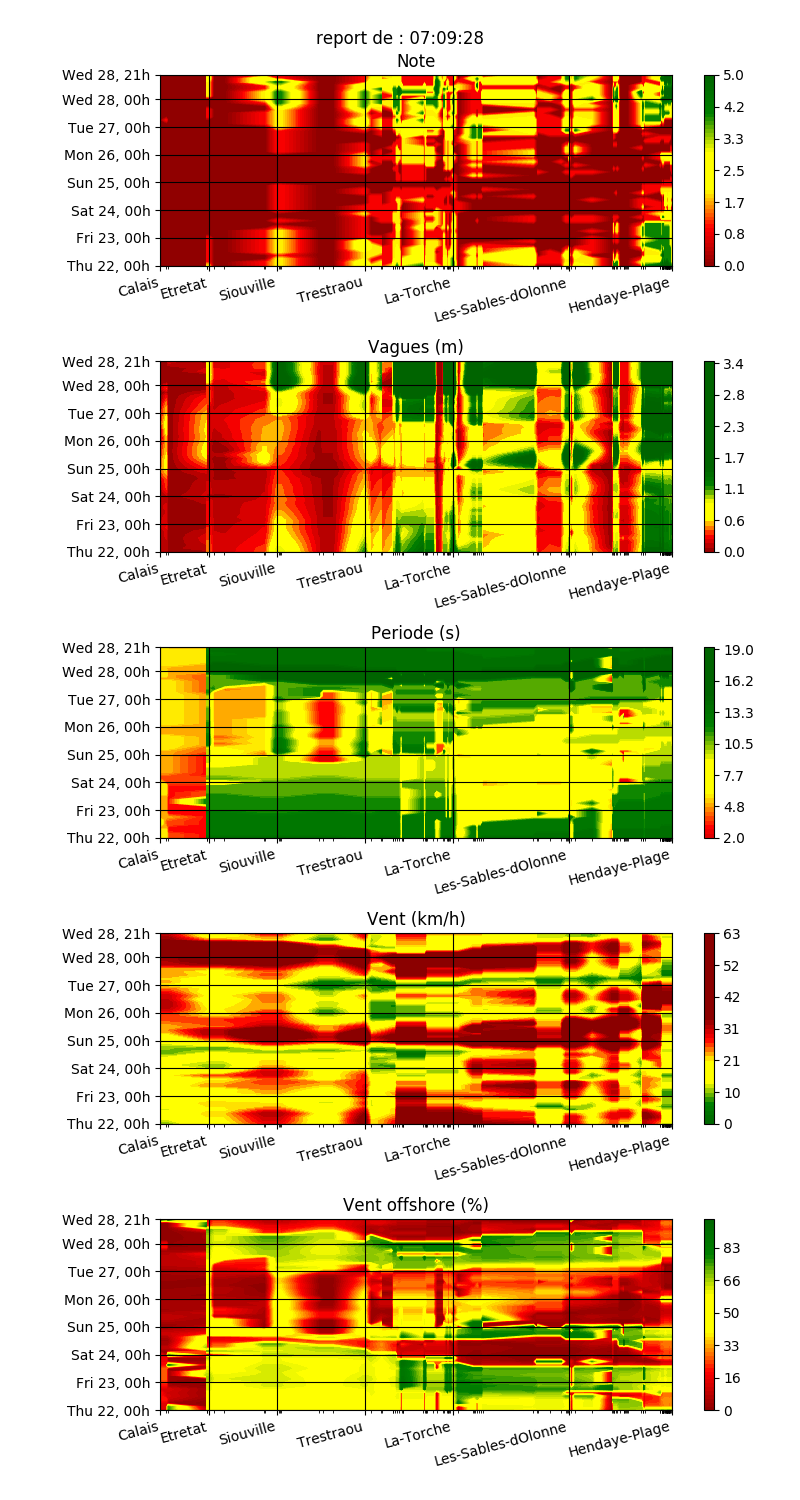 report de : 07:09:28
Note
Wed 28, 21h
Wed 28, 00h
Tue 27, 00h
Mon 26, 00h
Sun 25, 00h
Sat 24, 00h
Fri 23, 00h
Thu 22, 00h
5.0
4.2
3.3
2.5
1.7
0.8
0.0
Calais
Etretat
Siouville
Trestraou
La-Torche
Les-Sables-dOlonne
Hendaye-Plage
Vagues (m)
Wed 28, 21h
Wed 28, 00h
Tue 27, 00h
Mon 26, 00h
Sun 25, 00h
Sat 24, 00h
Fri 23, 00h
Thu 22, 00h
3.4
2.8
2.3
1.7
1.1
0.6
0.0
Calais
Etretat
Siouville
Trestraou
La-Torche
Les-Sables-dOlonne
Hendaye-Plage
Periode (s)
Wed 28, 21h
Wed 28, 00h
Tue 27, 00h
Mon 26, 00h
Sun 25, 00h
Sat 24, 00h
Fri 23, 00h
Thu 22, 00h
19.0
16.2
13.3
10.5
7.7
4.8
2.0
Calais
Etretat
Siouville
Trestraou
La-Torche
Les-Sables-dOlonne
Hendaye-Plage
Vent (km/h)
Wed 28, 21h
Wed 28, 00h
Tue 27, 00h
Mon 26, 00h
Sun 25, 00h
Sat 24, 00h
Fri 23, 00h
Thu 22, 00h
63
52
42
31
21
10
0
Calais
Etretat
Siouville
Trestraou
La-Torche
Les-Sables-dOlonne
Hendaye-Plage
Vent offshore (%)
Wed 28, 21h
Wed 28, 00h
Tue 27, 00h
Mon 26, 00h
Sun 25, 00h
Sat 24, 00h
Fri 23, 00h
Thu 22, 00h
83
66
50
33
16
0
Calais
Etretat
Siouville
Trestraou
La-Torche
Les-Sables-dOlonne
Hendaye-Plage